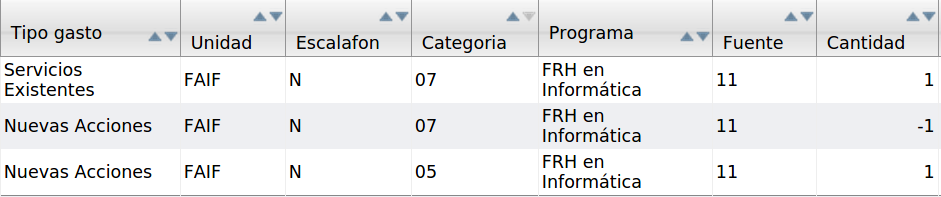 Tipo gasto Unidad Escalafon Categoria Programa Fuente Cantidad
Servicios Existentes FAIF N 07 FRH en Informática 11 1
Nuevas Acciones FAIF N 07 FRH en Informática 11 -1
Nuevas Acciones FAIF N 05 FRH en Informática 11 1